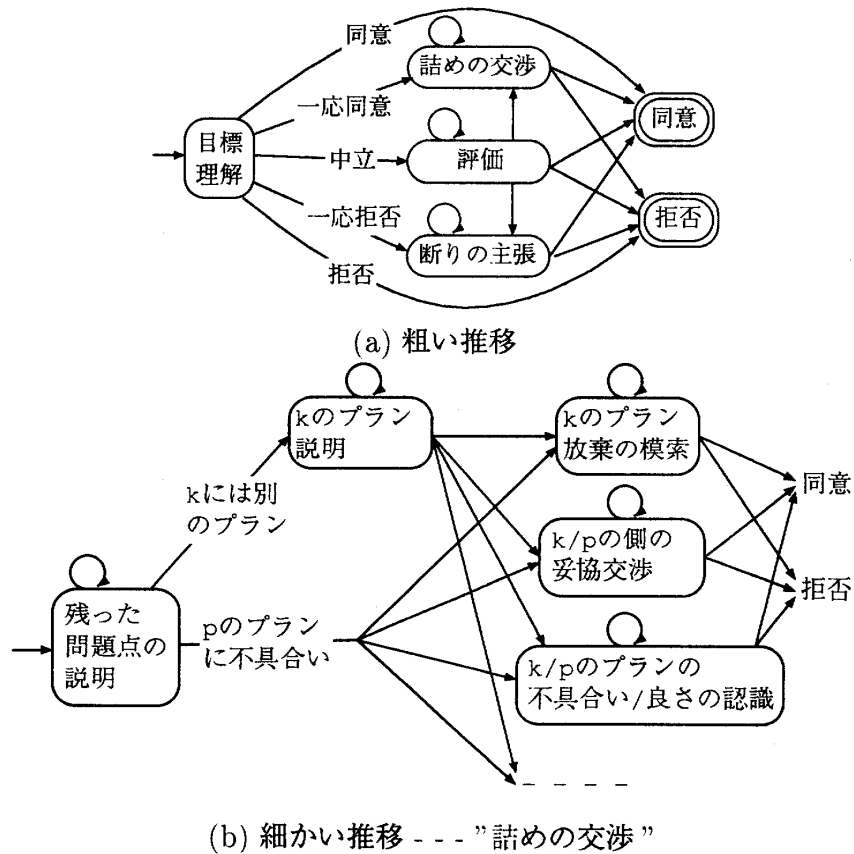 同意
詰めの交渉
一応同意
同意
目標
理解
中立
評価
一応拒否
拒否
断りの主張
拒否
(a) 粗い推移
kのプラン
説明
kのプラン
放棄の模索
kには別
のプラン
同意
k/pの側の
妥協交渉
拒否
残った
問題点の
説明
pのプラン
に不具合い
k/pのプランの
不具合い/良さの認識
- - - -
(b) 細かい推移 - - - ”詰めの交渉”